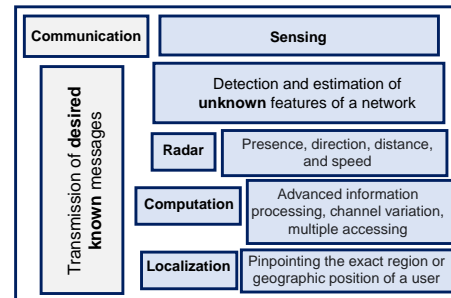 Communication
Sensing
Transmission of desired
known messages
Detection and estimation of
unknown features of a network
Radar
Presence, direction, distance,
and speed
Computation
Advanced information
processing, channel variation,
multiple accessing
Localization
Pinpointing the exact region or
geographic position of a user